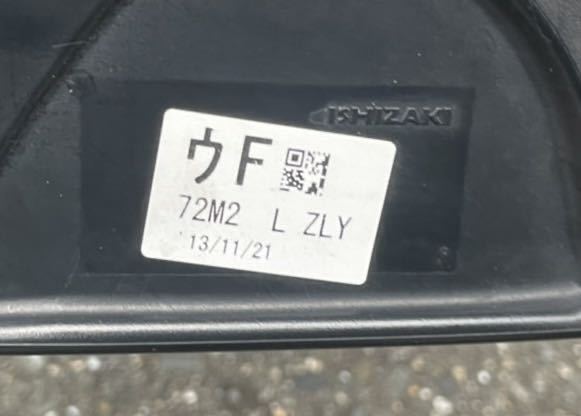 ISHIZAKI
ウF
72M2 L ZLY
'13/11/21